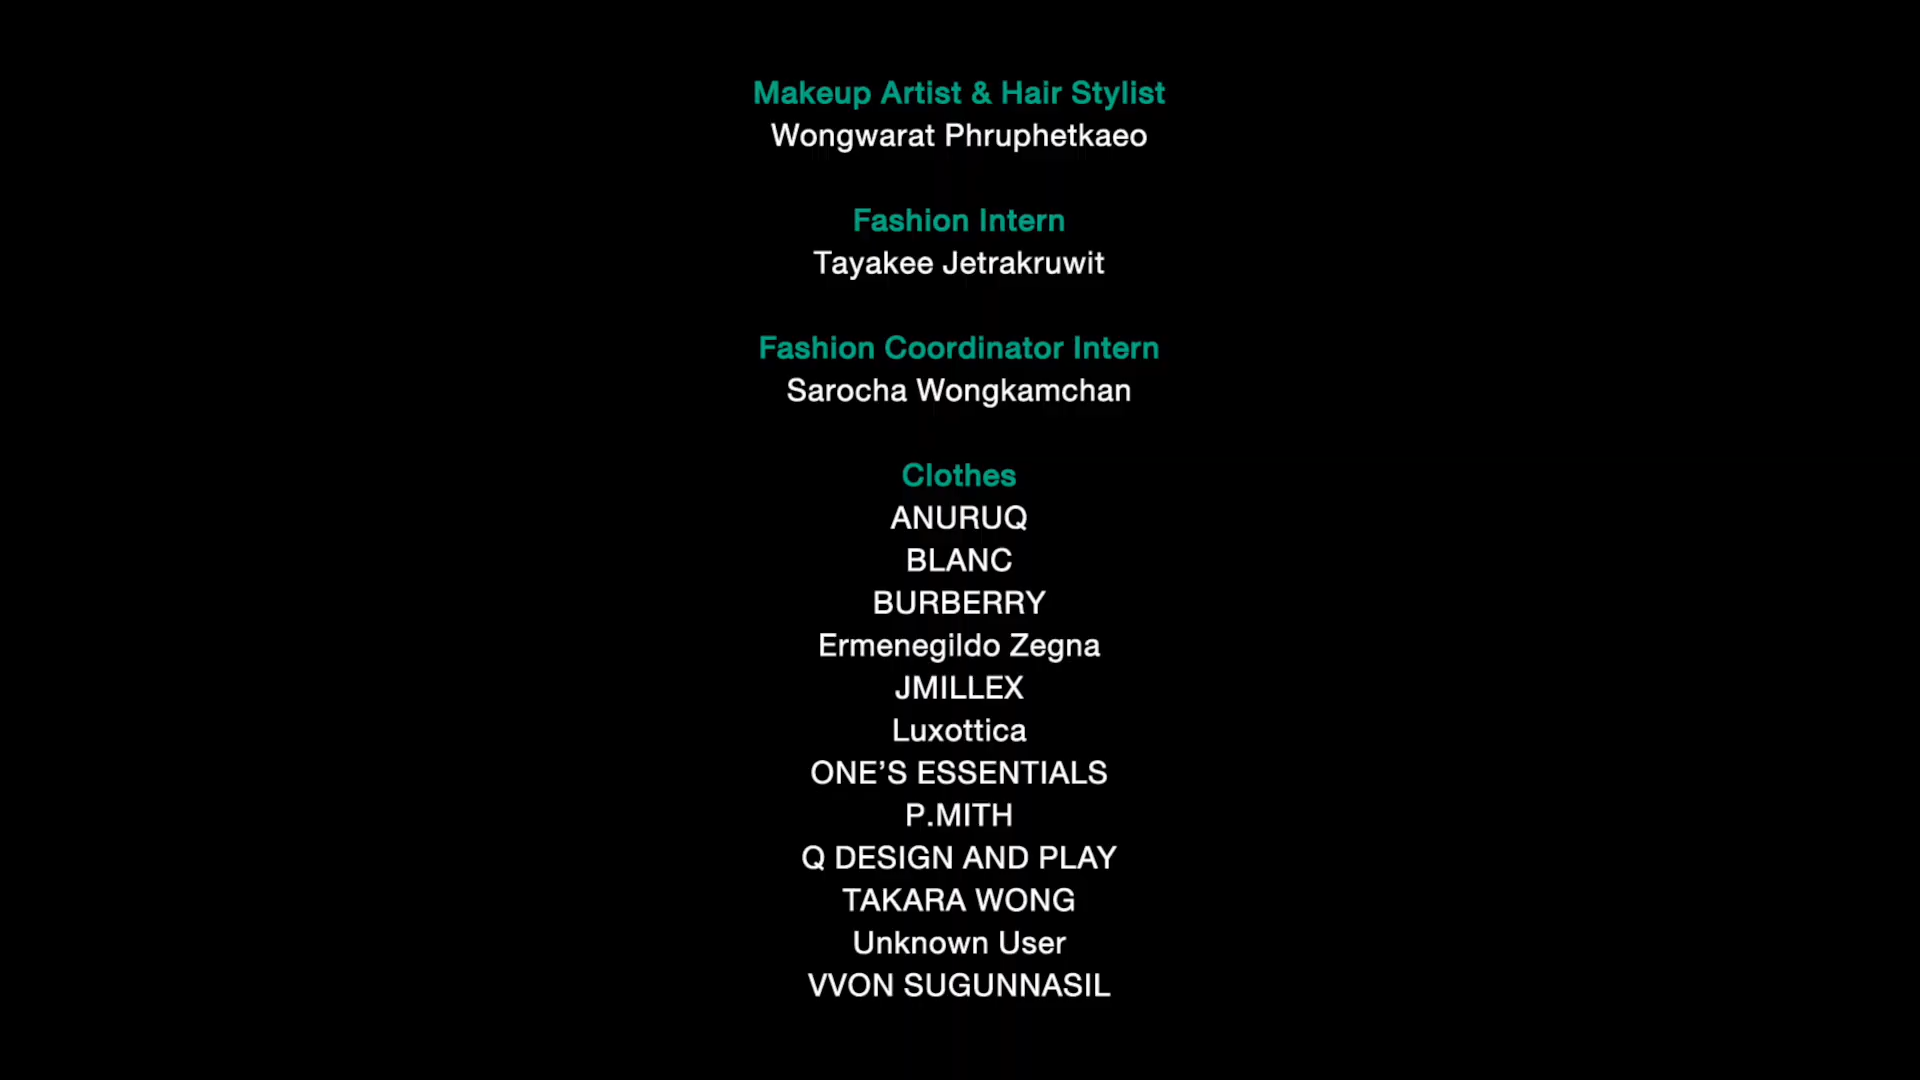 Makeup Artist & Hair Stylist
Wongwarat Phruphetkaeo
Fashion Intern
Tayakee Jetrakruwit
Fashion Coordinator Intern
Sarocha Wongkamchan
Clothes
ANURUQ
BLANC
BURBERRY
Ermenegildo Zegna
JMILLEX
Luxottica
ONE’S ESSENTIALS
P.MITH
Q DESIGN AND PLAY
TAKARA WONG
Unknown User
VVON SUGUNNASIL